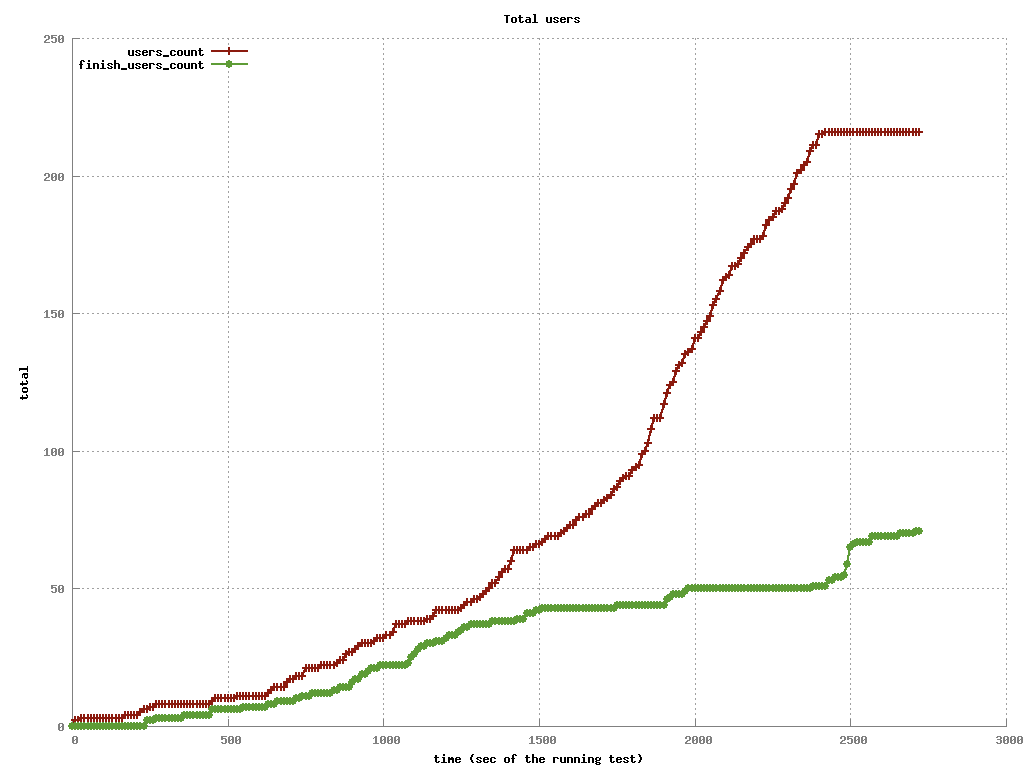 Total users
users_count
finish_users_count
250
200
150
100
50
0
total
0 500 1000 1500 2000 2500 3000
time (sec of the running test)